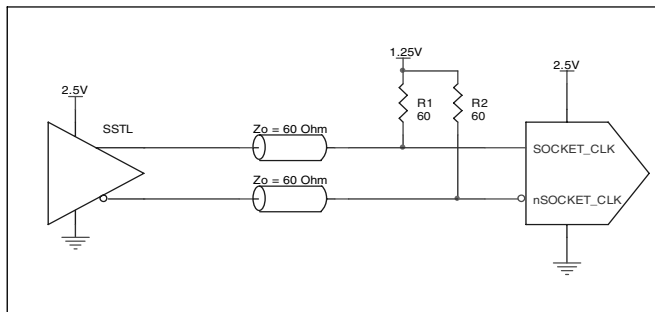 1.25V
2.5V
2.5V
R1
60
R2
60
SSTL
Zo = 60 Ohm
SOCKET_CLK
Zo = 60 Ohm
nSOCKET_CLK